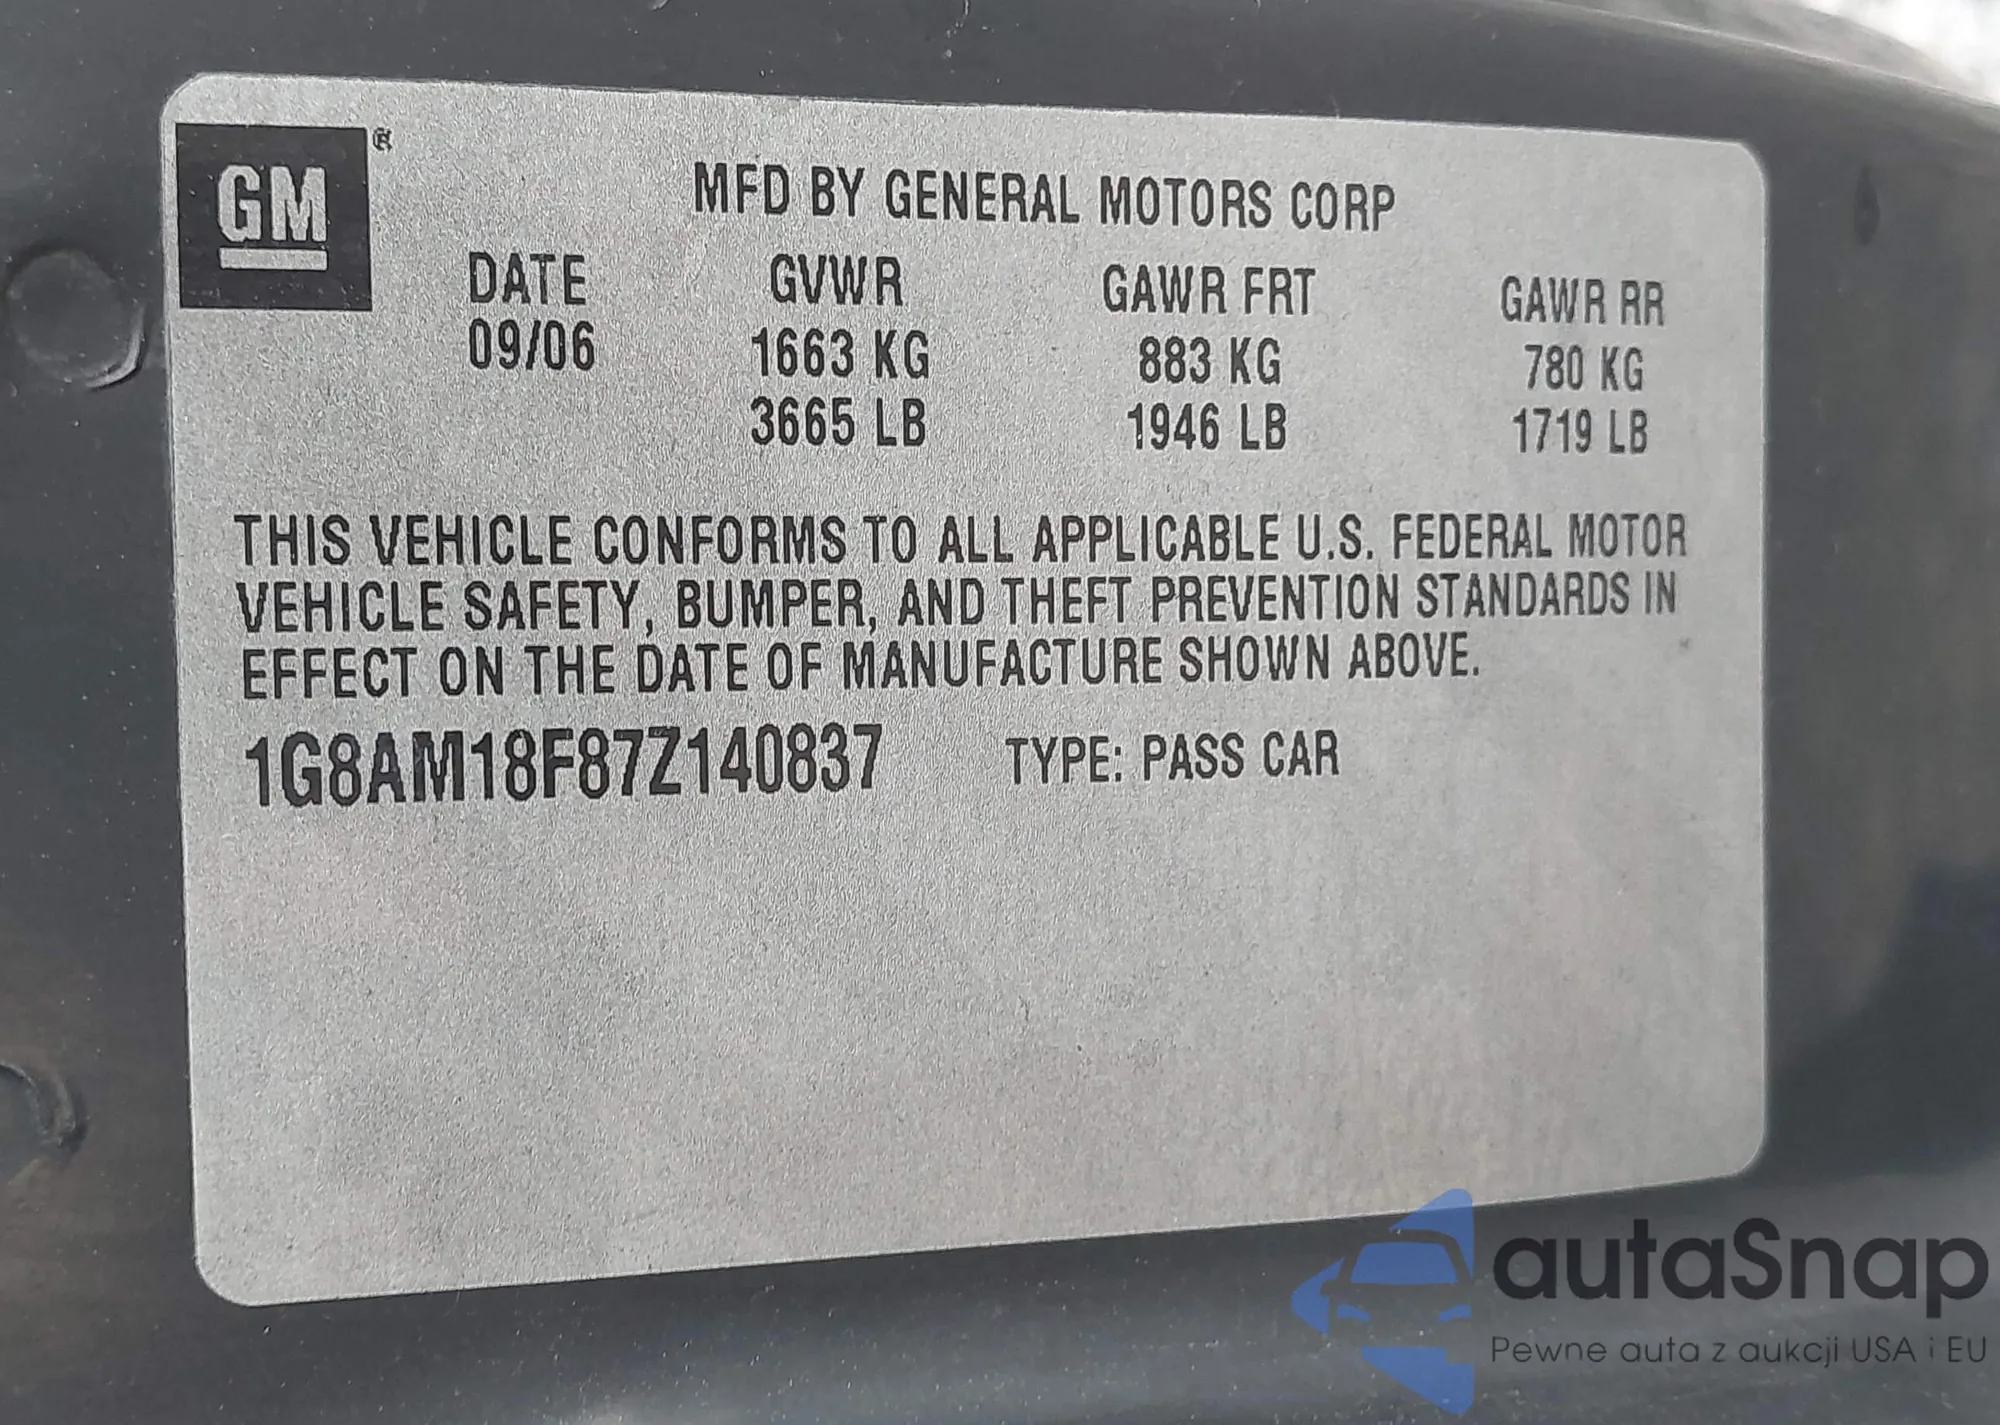 GM®
MFD BY GENERAL MOTORS CORP
DATE GVWR GAWR FRT GAWR RR
09/06 1663 KG 883 KG 780 KG
3665 LB 1946 LB 1719 LB
THIS VEHICLE CONFORMS TO ALL APPLICABLE U.S. FEDERAL MOTOR
VEHICLE SAFETY, BUMPER, AND THEFT PREVENTION STANDARDS IN
EFFECT ON THE DATE OF MANUFACTURE SHOWN ABOVE.
1G8AM18F87Z140837 TYPE: PASS CAR
autaSnap
Pewne auta z aukcji USA i EU